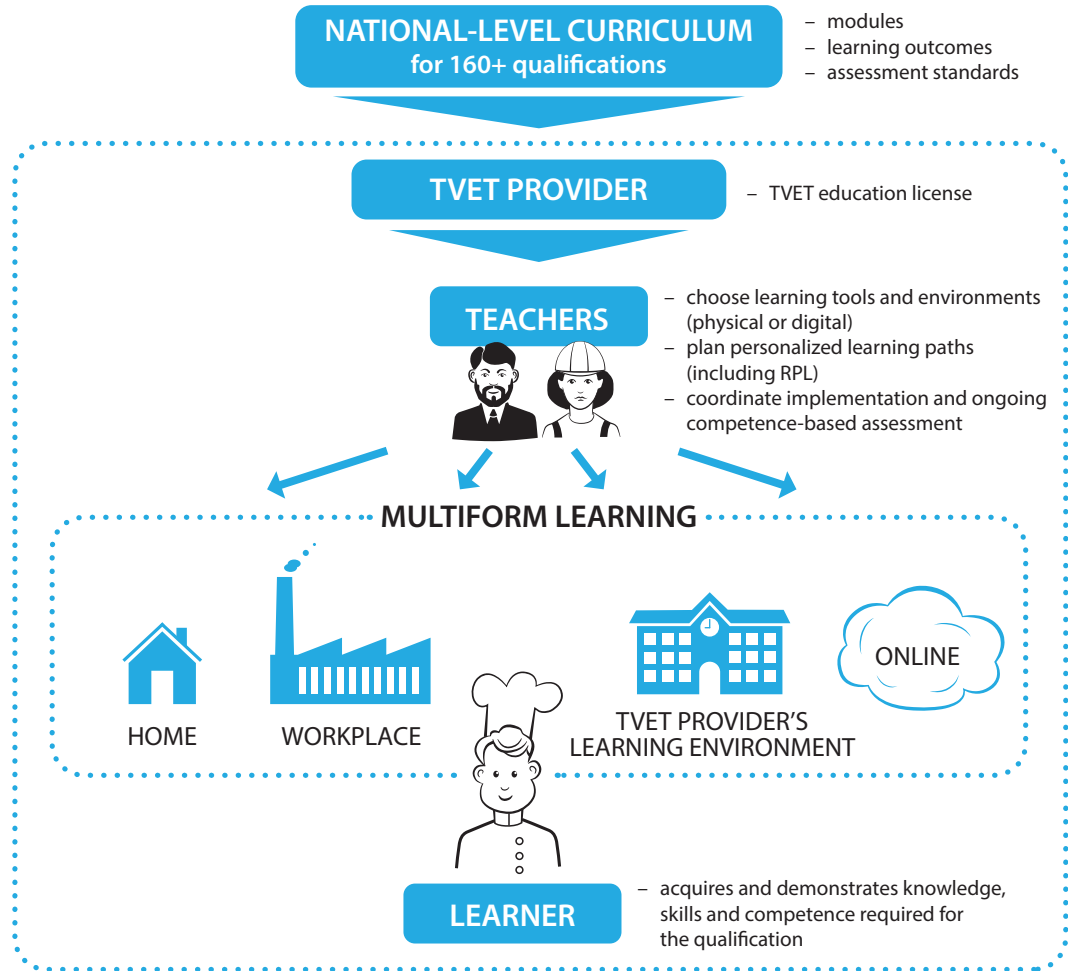 NATIONAL-LEVEL CURRICULUM
for 160+ qualifications
– modules
– learning outcomes
– assessment standards
TVET PROVIDER
– TVET education license
TEACHERS
– choose learning tools and environments
(physical or digital)
– plan personalized learning paths
(including RPL)
– coordinate implementation and ongoing
competence-based assessment
MULTIFORM LEARNING
HOME
WORKPLACE
TVET PROVIDER’S
LEARNING ENVIRONMENT
ONLINE
LEARNER
– acquires and demonstrates knowledge,
skills and competence required for
the qualification